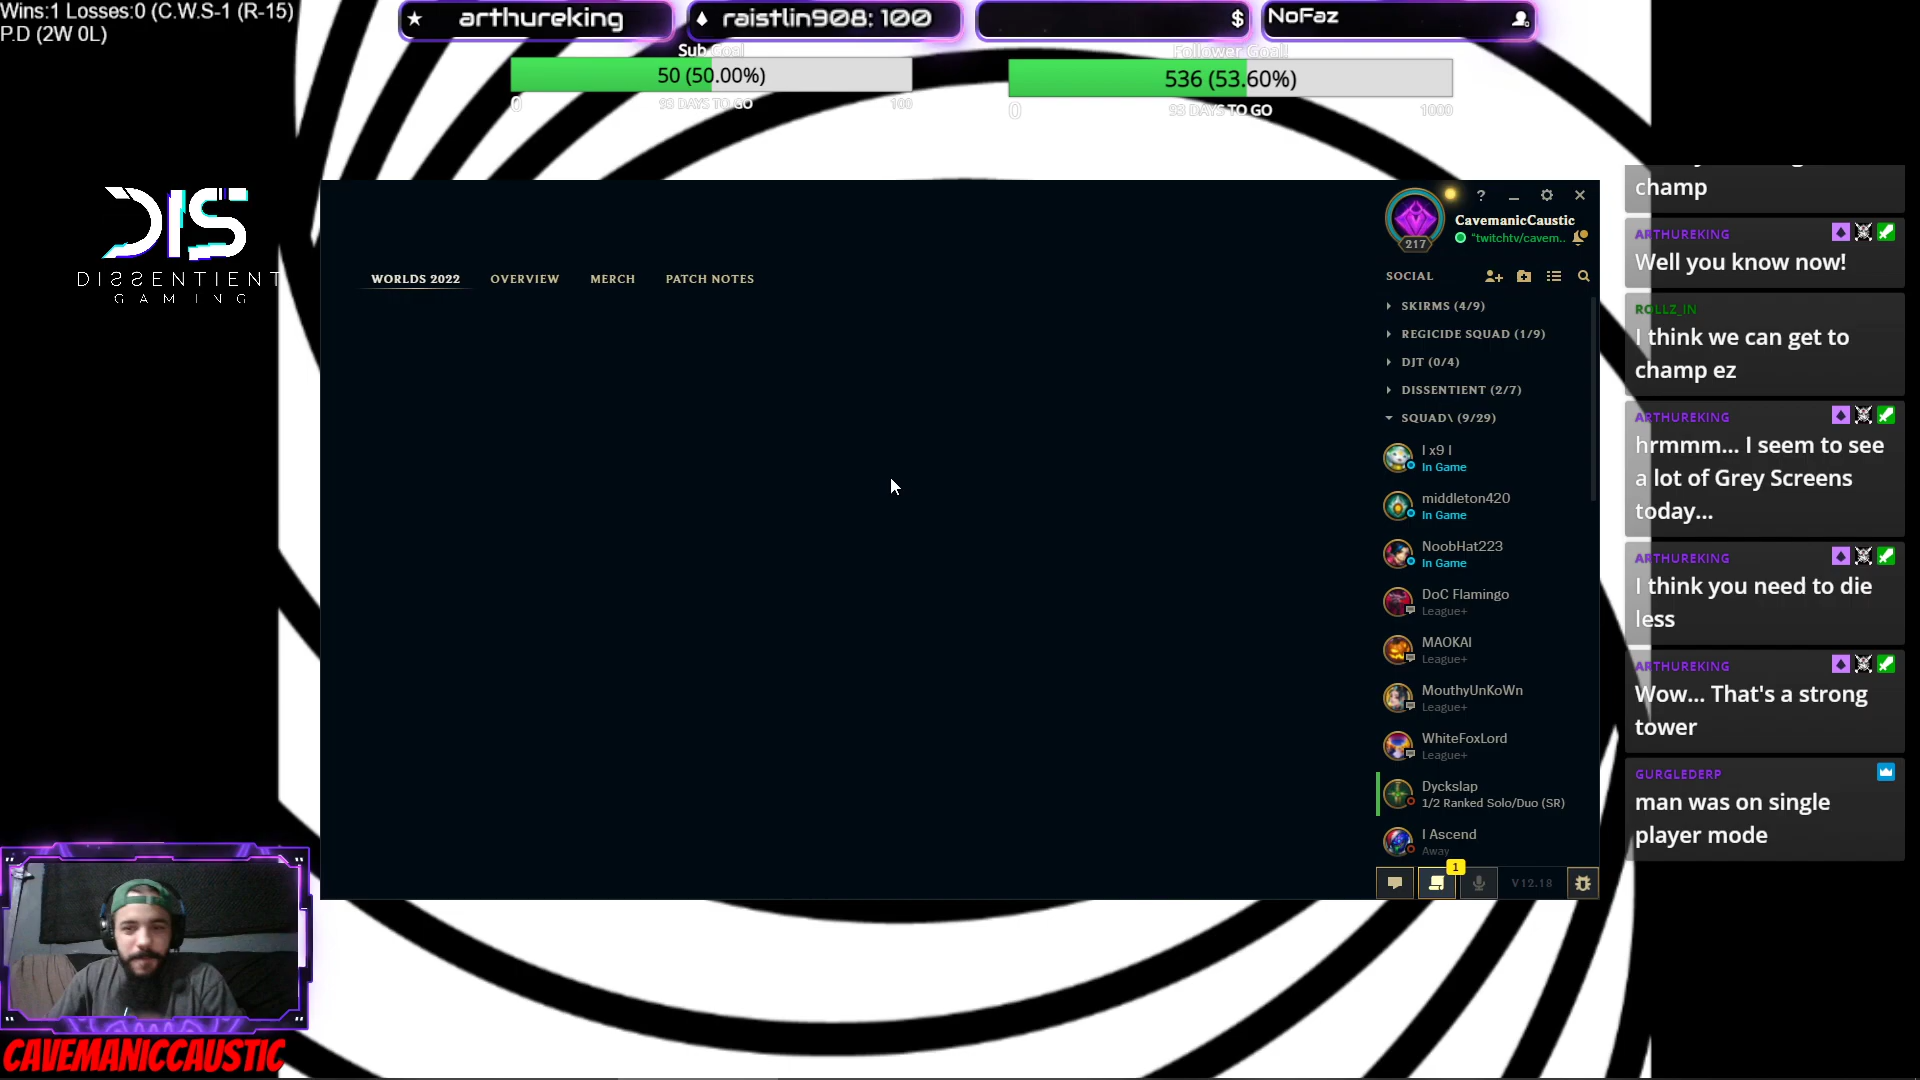 Wins:1 Losses:0 (C.W.S-1 (R-15)
P.D (2W 0L)
arthureking
raistlin908: 100
$
NoFaz
Sub Goal
50 (50.00%)
0
93 DAYS TO GO
100
Follower Goal!
536 (53.60%)
0
93 DAYS TO GO
1000
DIS
DISSENTIENT
GAMING
WORLDS 2022
OVERVIEW
MERCH
PATCH NOTES
?
217
CavemanicCaustic
"twitchtv/cavem..
SOCIAL
SKIRMS (4/9)
REGICIDE SQUAD (1/9)
DJT (0/4)
DISSENTIENT (2/7)
SQUAD\ (9/29)
I x9 I
In Game
middleton420
In Game
NoobHat223
In Game
DoC Flamingo
League+
MAOKAI
League+
MouthyUnKoWn
League+
WhiteFoxLord
League+
Dyckslap
1/2 Ranked Solo/Duo (SR)
I Ascend
Away
1
V12.18
champ
ARTHUREKING
Well you know now!
ROLLZ_IN
I think we can get to
champ ez
ARTHUREKING
hrmmm... I seem to see
a lot of Grey Screens
today...
ARTHUREKING
I think you need to die
less
ARTHUREKING
Wow... That's a strong
tower
GURGLEDERP
man was on single
player mode
CAVEMANICCAUSTIC